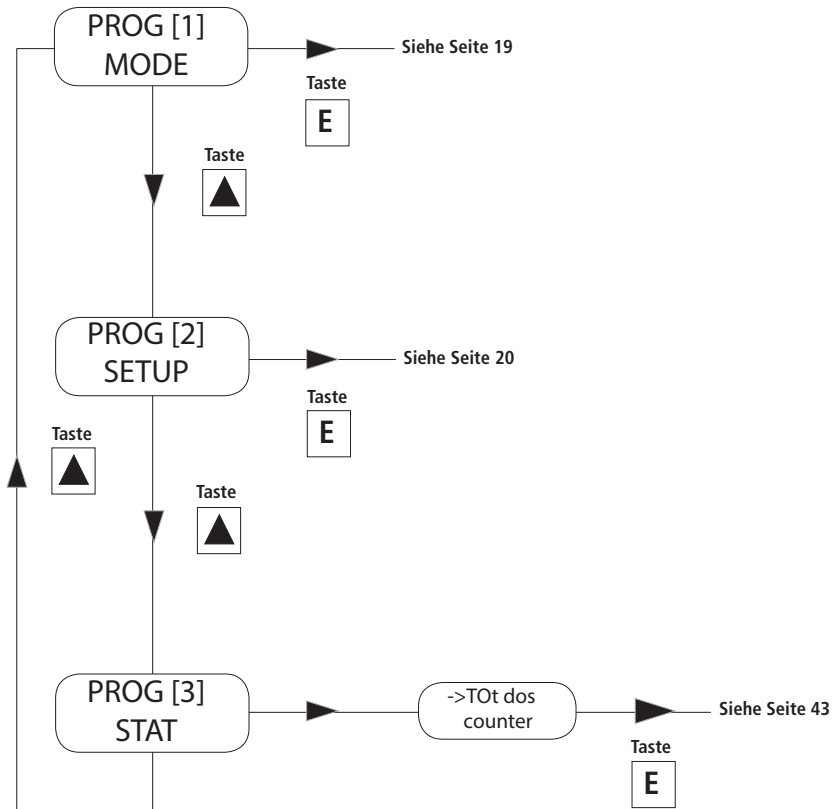 PROG [1]
MODE
Siehe Seite 19
Taste
E
Taste
PROG [2]
SETUP
Siehe Seite 20
Taste
E
Taste
Taste
PROG [3]
STAT
->TOt dos
counter
Siehe Seite 43
Taste
E